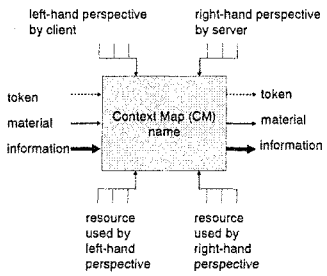 left-hand perspective
by client
right-hand perspective
by server
token
material
information
Context Map (CM)
name
token
material
information
resource
used by
left-hand
perspective
resource
used by
right-hand
perspective